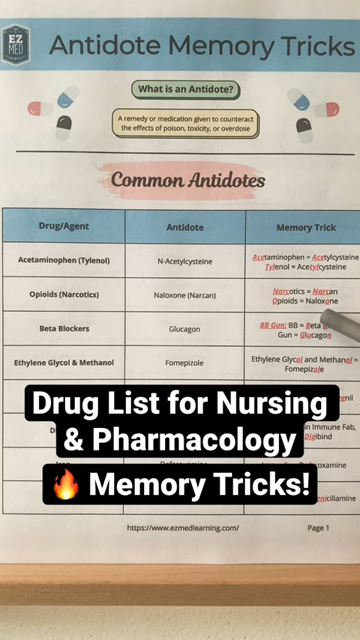 EZ
MED
Antidote Memory Tricks
What is an Antidote?
A remedy or medication given to counteract
the effects of poison, toxicity, or overdose
Common Antidotes
Drug/Agent Antidote Memory Trick
Acetaminophen (Tylenol) N-Acetylcysteine Acetaminophen = Acetylcysteine
Tylenol = Acetylcysteine
Opioids (Narcotics) Naloxone (Narcan) Narcotics = Narcan
Opioids = Naloxone
Beta Blockers Glucagon BB Gun: BB = Beta
Gun = Glucagon
Ethylene Glycol & Methanol Fomepizole Ethylene Glycol and Methanol =
Fomepizole
Drug List for Nursing
& Pharmacology
🔥 Memory Tricks!
Immune Fab,
Digibind
https://www.ezmedlearning.com/ Page 1